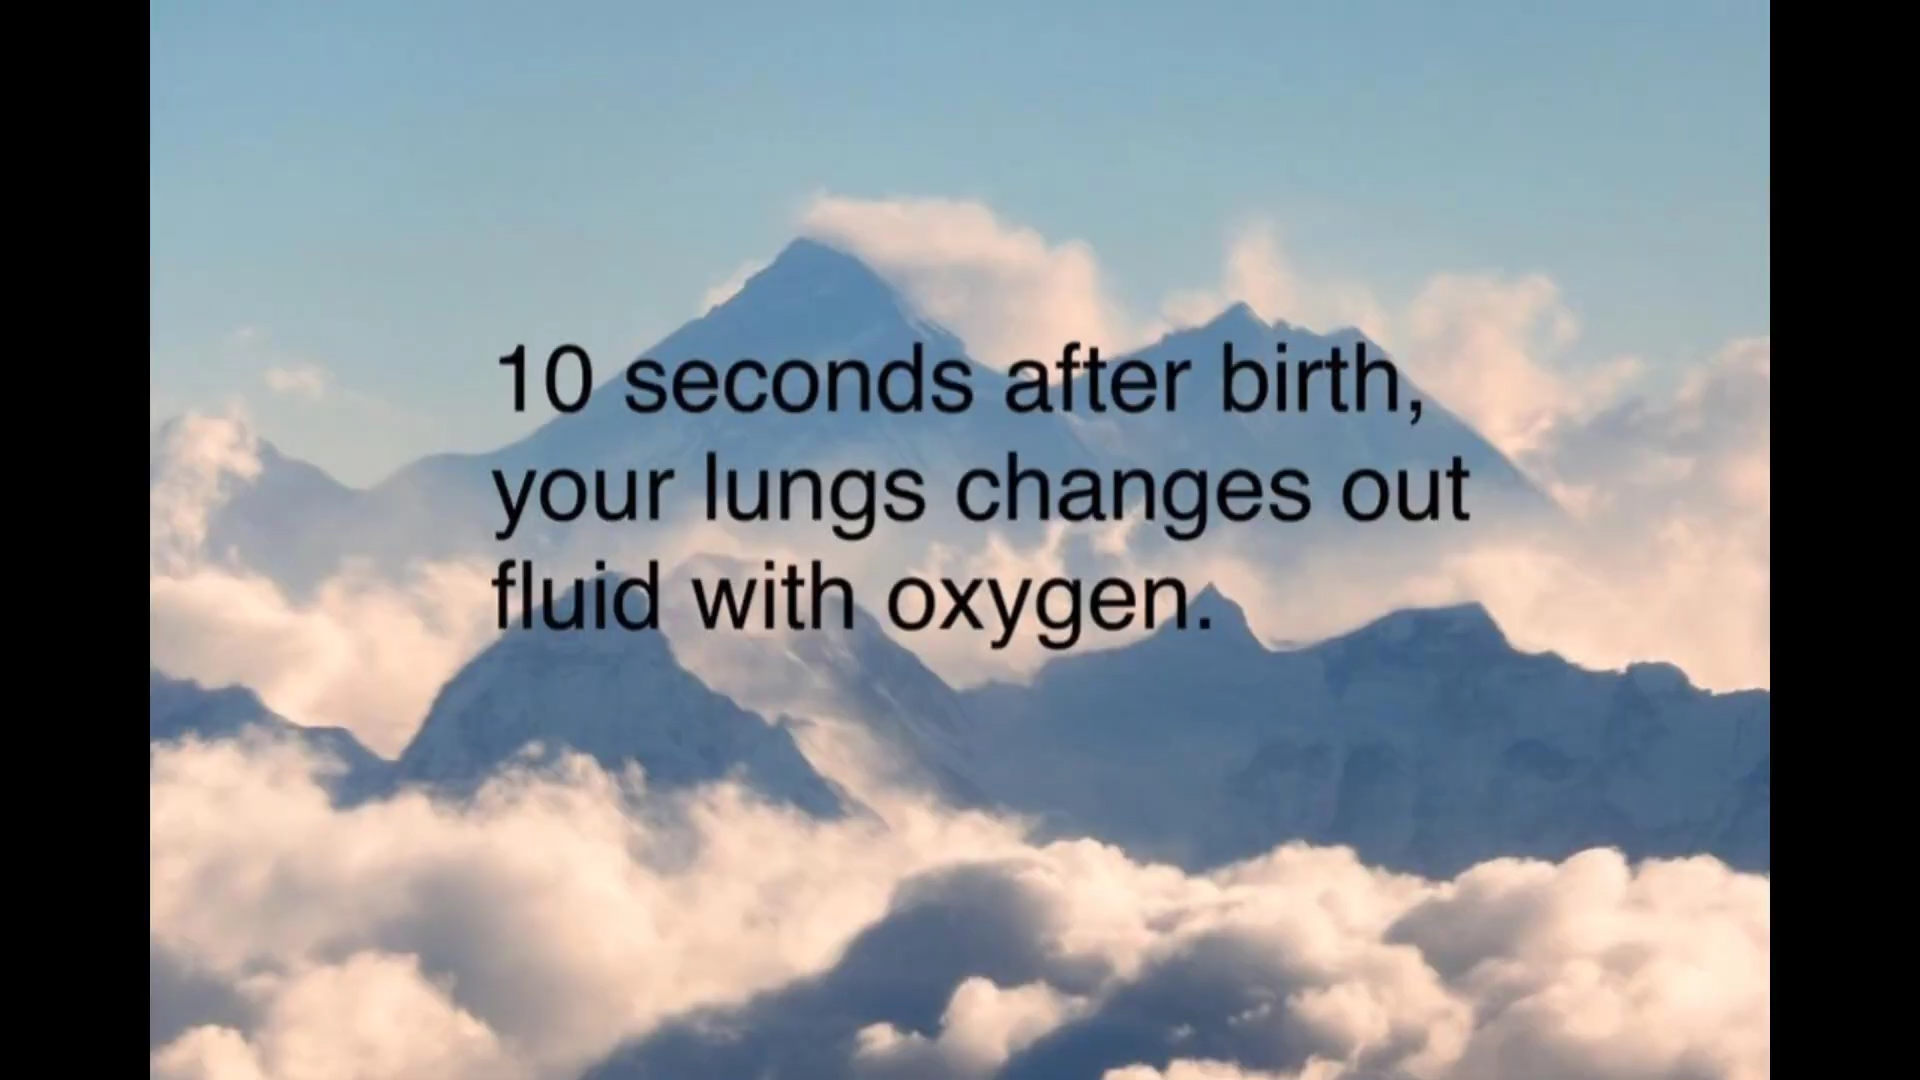 10 seconds after birth,
your lungs changes out
fluid with oxygen.